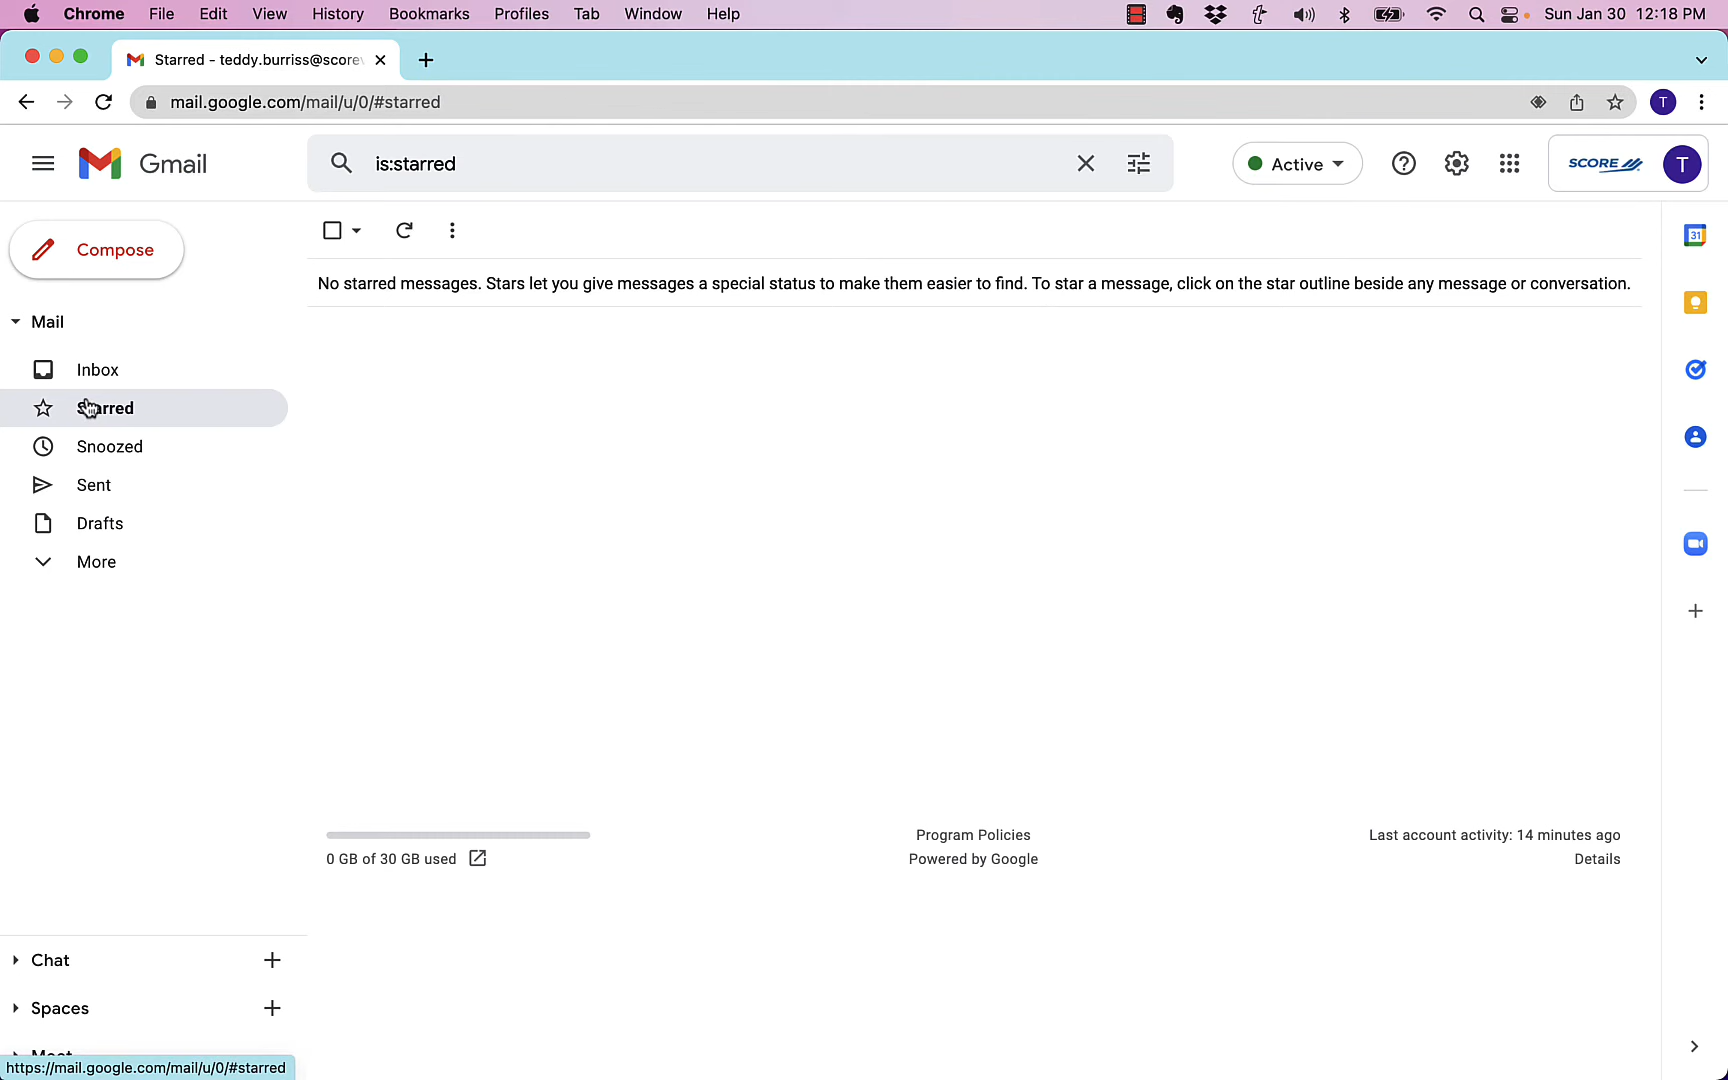 Chrome File Edit View History Bookmarks Profiles Tab Window Help Sun Jan 30 12:18 PM
Starred - teddy.burriss@score
mail.google.com/mail/u/0/#starred T
Gmail is:starred Active SCORE T
Compose
No starred messages. Stars let you give messages a special status to make them easier to find. To star a message, click on the star outline beside any message or conversation.
31
Mail
Inbox
Starred
Snoozed
Sent
Drafts
More
Program Policies Last account activity: 14 minutes ago
0 GB of 30 GB used Powered by Google Details
Chat
Spaces
Meet
https://mail.google.com/mail/u/0/#starred